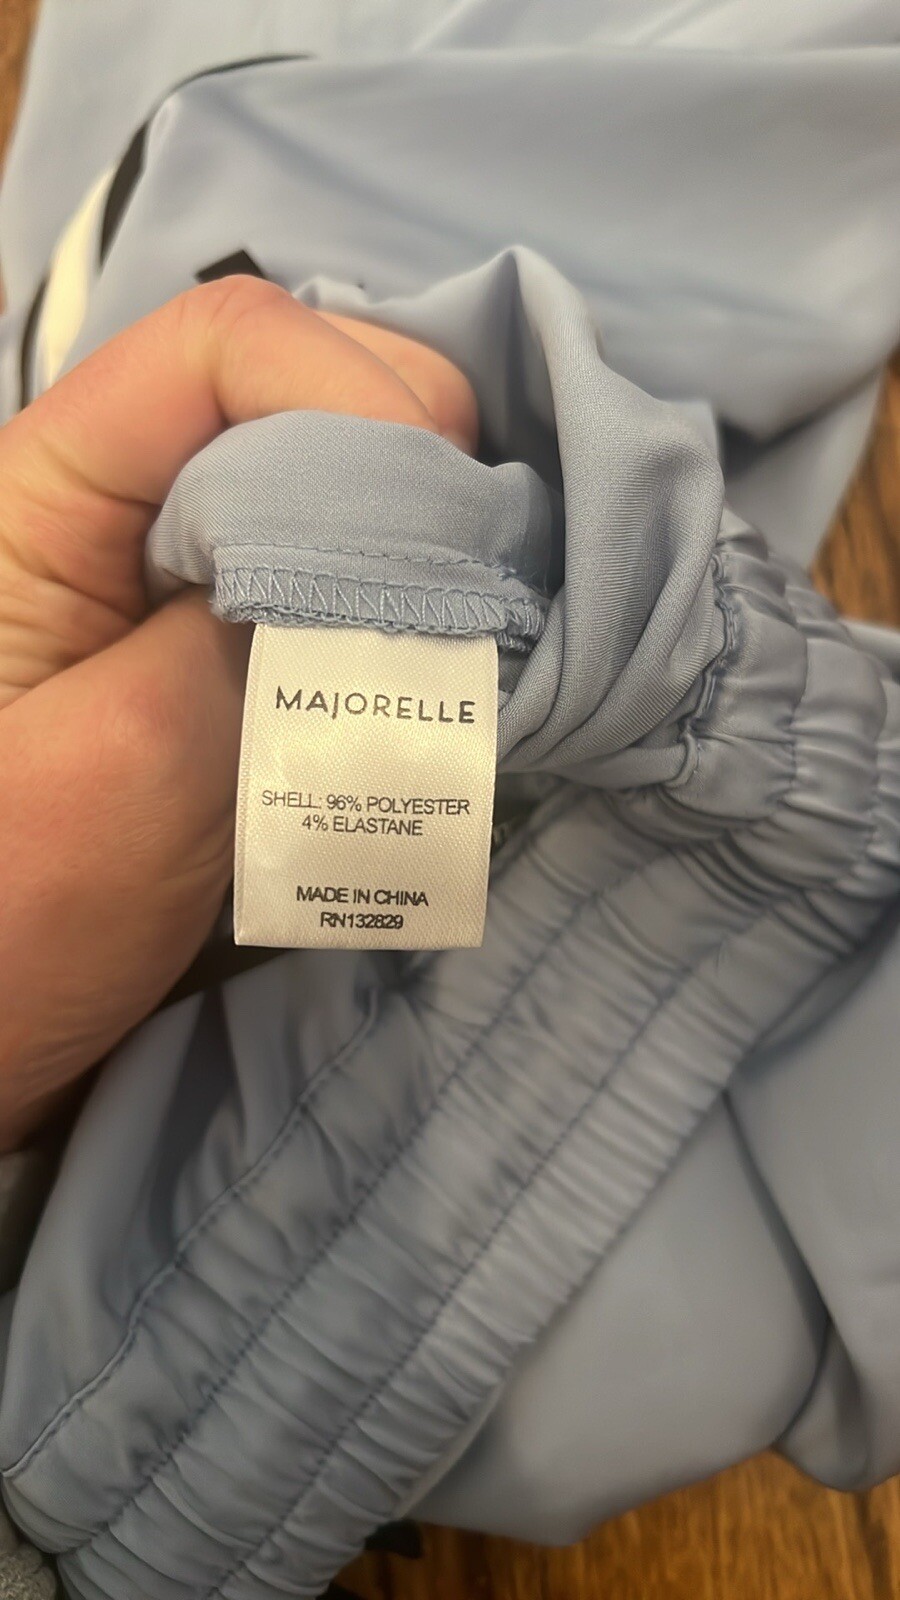 MAJORELLE
SHELL: 96% POLYESTER
4% ELASTANE
MADE IN CHINA
RN132829